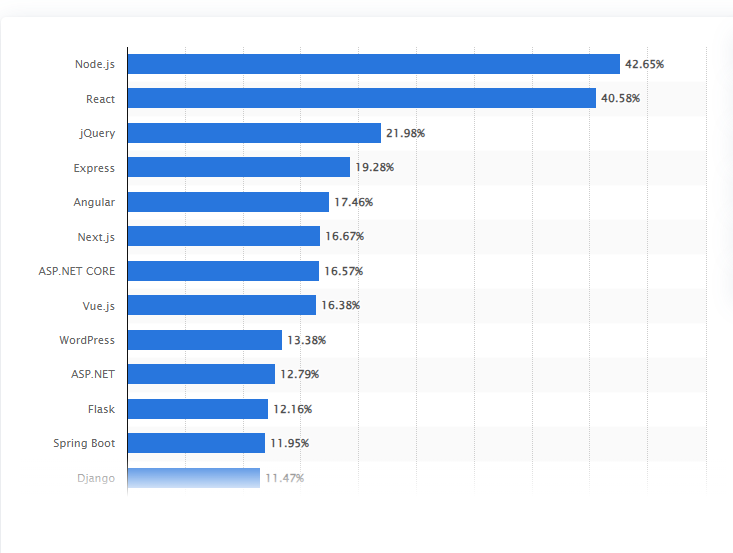 Node.js 42.65%
React 40.58%
jQuery 21.98%
Express 19.28%
Angular 17.46%
Next.js 16.67%
ASP.NET CORE 16.57%
Vue.js 16.38%
WordPress 13.38%
ASP.NET 12.79%
Flask 12.16%
Spring Boot 11.95%
Django 11.47%